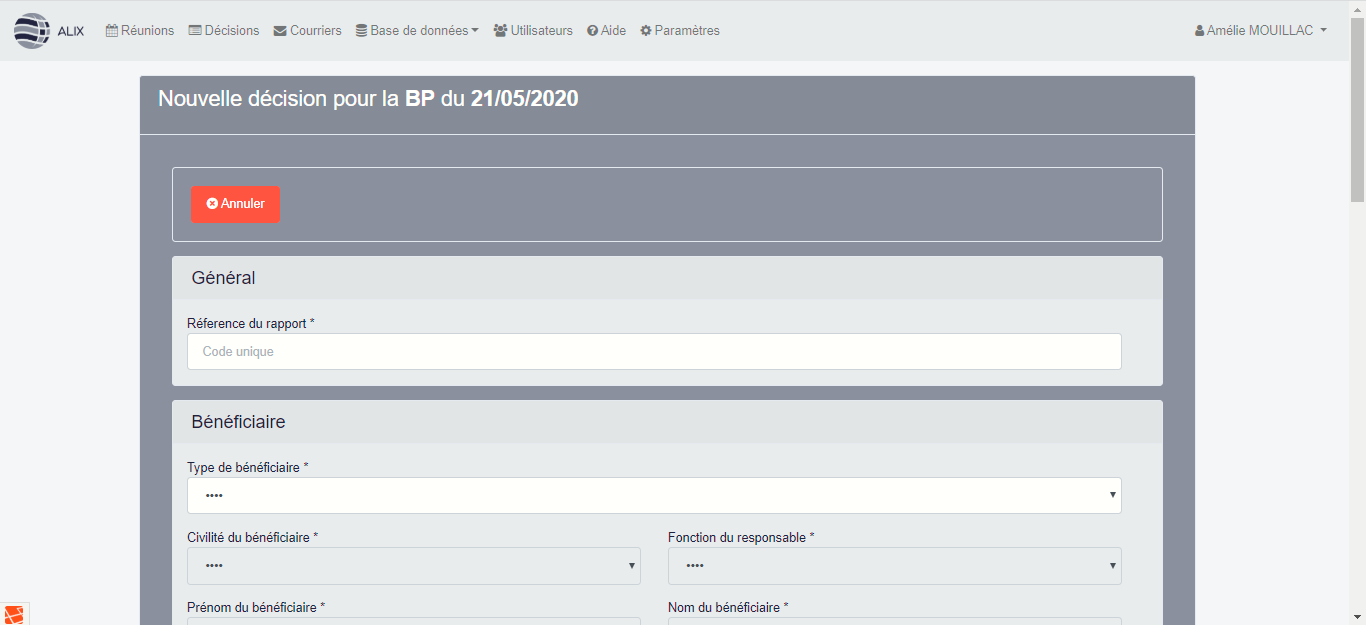 ALIX Réunions Décisions Courriers Base de données Utilisateurs Aide Paramètres Amélie MOUILLAC
Nouvelle décision pour la BP du 21/05/2020
Annuler
Général
Réference du rapport *
Code unique
Bénéficiaire
Type de bénéficiaire *
••••
Civilité du bénéficiaire * Fonction du responsable *
•••• ••••
Prénom du bénéficiaire * Nom du bénéficiaire *